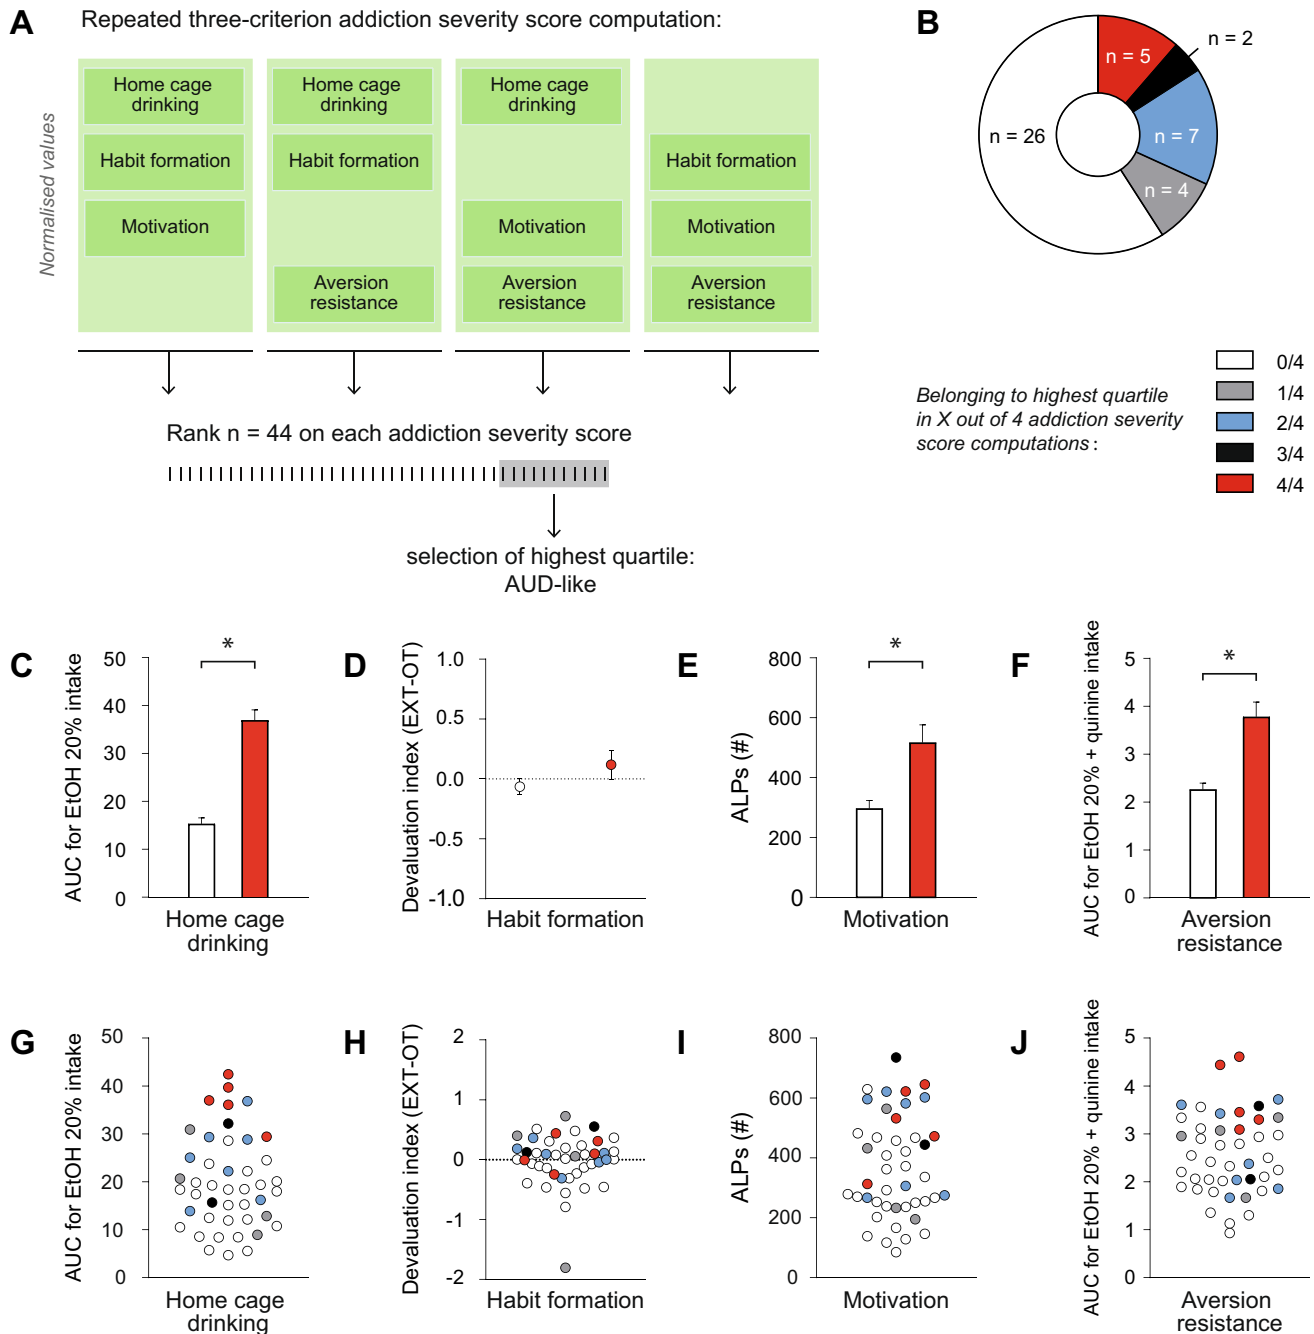 A
Repeated three-criterion addiction severity score computation:
Normalised values
Home cage
drinking
Habit formation
Motivation
Home cage
drinking
Habit formation
Aversion
resistance
Home cage
drinking
Motivation
Aversion
resistance
Habit formation
Motivation
Aversion
resistance
Rank n = 44 on each addiction severity score
selection of highest quartile:
AUD-like
B
n = 5
n = 2
n = 7
n = 4
n = 26
Belonging to highest quartile
in X out of 4 addiction severity
score computations:
0/4
1/4
2/4
3/4
4/4
C
AUC for EtOH 20% intake
50
40
30
20
10
0
*
Home cage
drinking
D
Devaluation index (EXT-OT)
1.0
0.5
0.0
-0.5
-1.0
Habit formation
E
ALPs (#)
800
600
400
200
0
*
Motivation
F
AUC for EtOH 20% + quinine intake
5
4
3
2
1
0
*
Aversion
resistance
G
AUC for EtOH 20% intake
50
40
30
20
10
0
Home cage
drinking
H
Devaluation index (EXT-OT)
2
1
0
-1
-2
Habit formation
I
ALPs (#)
800
600
400
200
0
Motivation
J
AUC for EtOH 20% + quinine intake
5
4
3
2
1
0
Aversion
resistance